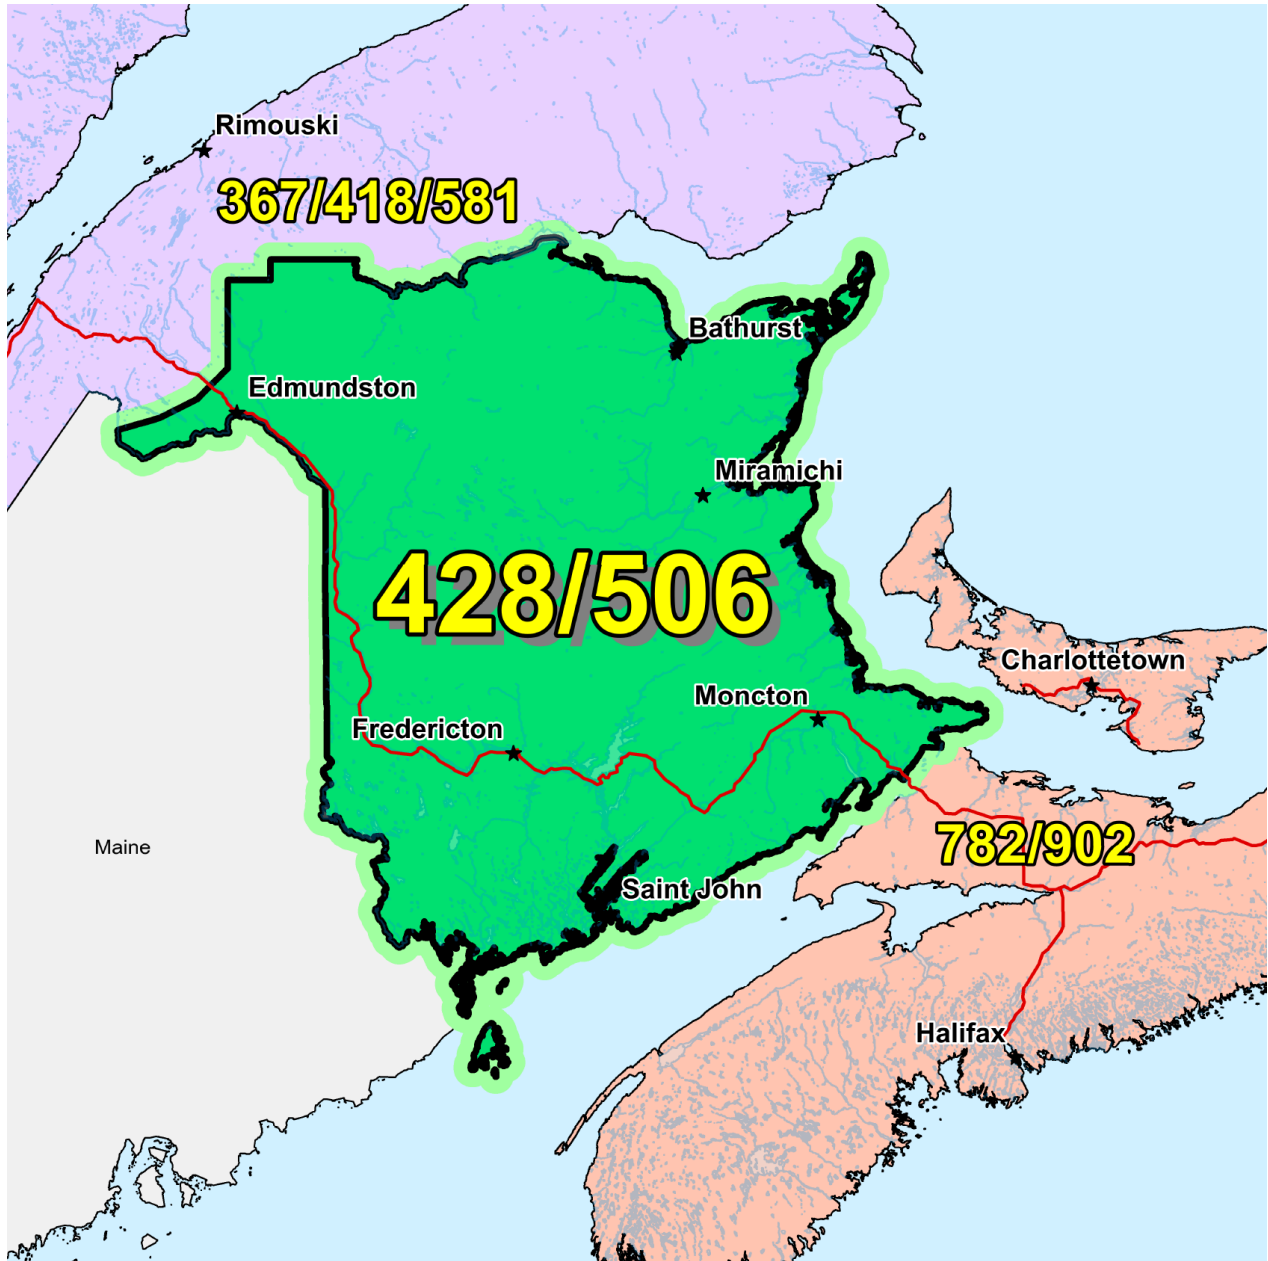 Rimouski
367/418/581
Bathurst
Edmundston
Miramichi
428/506
Charlottetown
Moncton
Fredericton
782/902
Maine
Saint John
Halifax